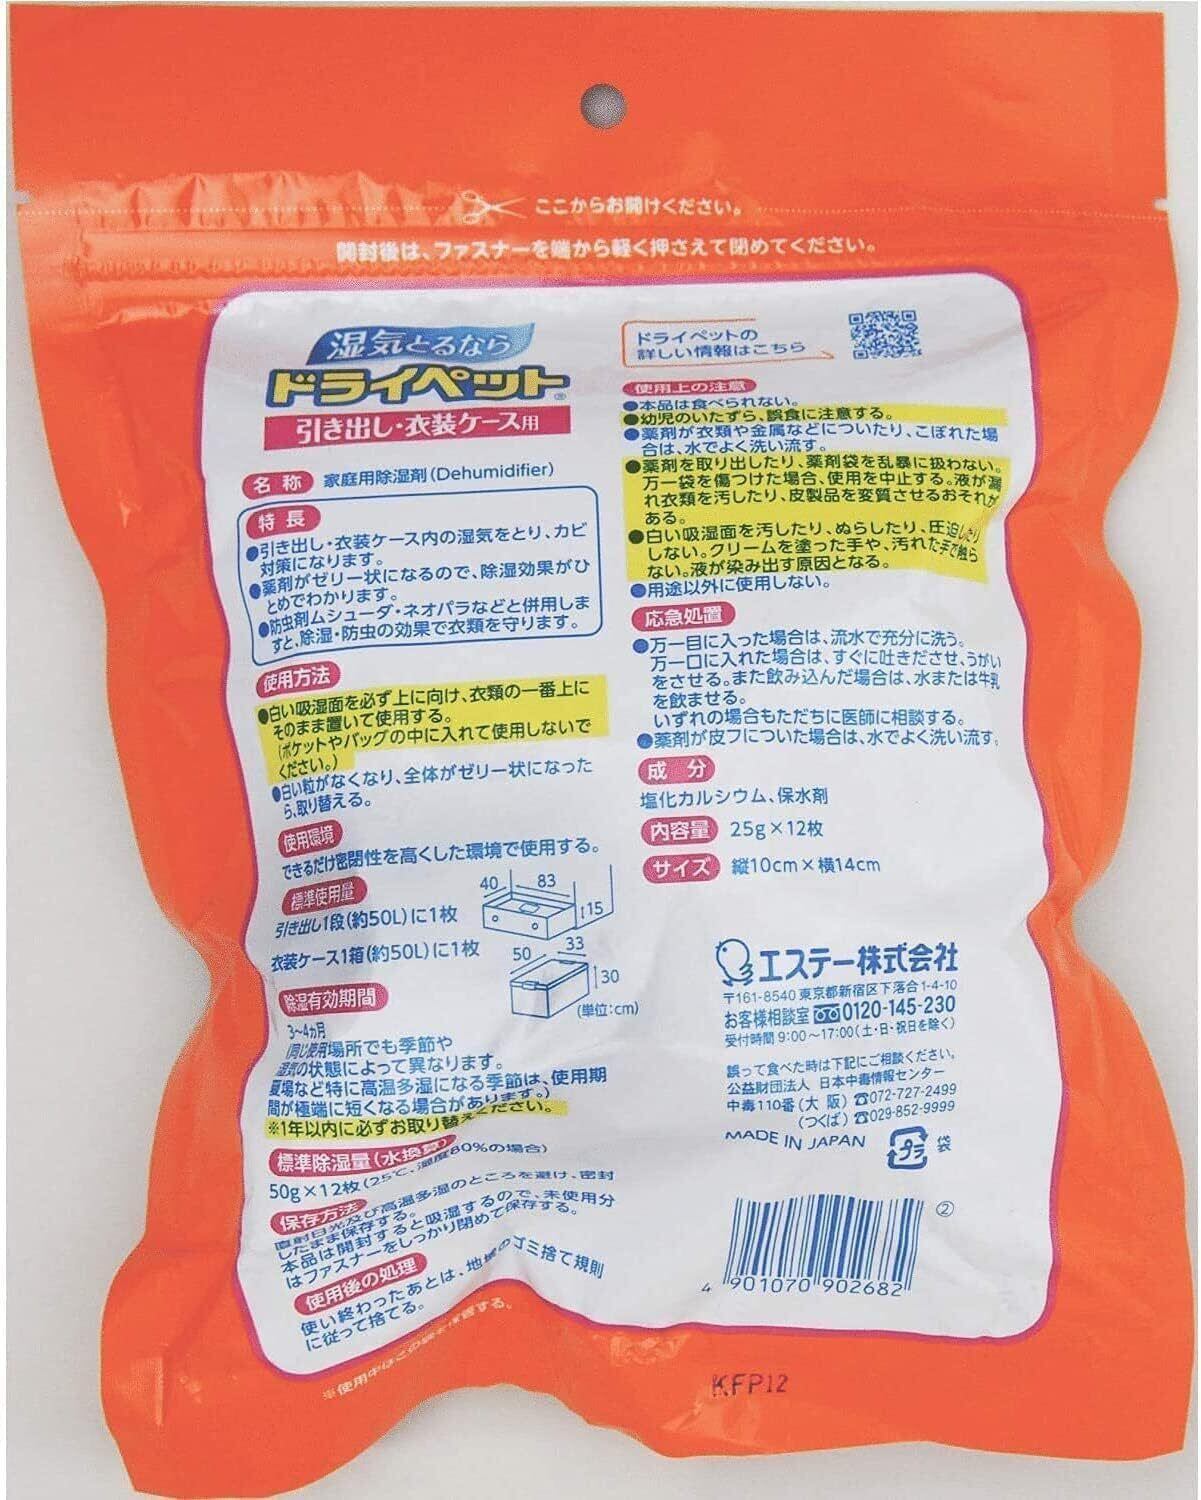 ここからお開けください。
開封後は、ファスナーを端から軽く押さえて閉めてください。
湿気とるなら
ドライペット®
引き出し・衣装ケース用
名称 家庭用除湿剤(Dehumidifier)
特長
●引き出し・衣装ケース内の湿気をとり、カビ
対策になります。
●薬剤がゼリー状になるので、除湿効果がひ
とめでわかります。
●防虫剤ムシューダ・ネオパラなどと併用しま
すと、除湿・防虫の効果で衣類を守ります。
使用方法
●白い吸湿面を必ず上に向け、衣類の一番上に
そのまま置いて使用する。
(ポケットやバッグの中に入れて使用しないで
ください。)
●白い粒がなくなり、全体がゼリー状になった
ら、取り替える。
使用環境
できるだけ密閉性を高くした環境で使用する。
標準使用量
引き出し1段(約50L)に1枚
40 83 15
衣装ケース1箱(約50L)に1枚
50 33 30
(単位:cm)
除湿有効期間
3~4ヵ月
(同じ使用場所でも季節や
湿気の状態によって異なります。
夏場など特に高温多湿になる季節は、使用期
間が極端に短くなる場合があります。)
※1年以内に必ずお取り替えください。
標準除湿量(水換算)
50g×12枚(25℃、湿度80%の場合)
保存方法
直射日光及び高温多湿のところを避け、密封
したまま保存する。
本品は開封すると吸湿するので、未使用分
はファスナーをしっかり閉めて保存する。
使用後の処理
使い終わったあとは、地域のゴミ捨て規則
に従って捨てる。
※使用中はこの袋を保管する。
ドライペットの
詳しい情報はこちら
使用上の注意
●本品は食べられない。
●幼児のいたずら、誤食に注意する。
●薬剤が衣類や金属などについたり、こぼれた場
合は、水でよく洗い流す。
●薬剤を取り出したり、薬剤袋を乱暴に扱わない。
万一袋を傷つけた場合、使用を中止する。液が漏
れ衣類を汚したり、皮製品を変質させるおそれが
ある。
●白い吸湿面を汚したり、ぬらしたり、圧迫したり
しない。クリームを塗った手や、汚れた手で触ら
ない。液が染み出す原因となる。
●用途以外に使用しない。
応急処置
●万一目に入った場合は、流水で充分に洗う。
万一口に入れた場合は、すぐに吐きださせ、うがい
をさせる。また飲み込んだ場合は、水または牛乳
を飲ませる。
いずれの場合もただちに医師に相談する。
●薬剤が皮フについた場合は、水でよく洗い流す。
成分
塩化カルシウム、保水剤
内容量 25g×12枚
サイズ 縦10cm×横14cm
エステー株式会社
〒161-8540 東京都新宿区下落合1-4-10
お客様相談室 0120-145-230
受付時間 9:00~17:00(土・日・祝日を除く)
誤って食べた時は下記にご相談ください。
公益財団法人 日本中毒情報センター
中毒110番(大 阪) ☎072-727-2499
(つくば) ☎029-852-9999
MADE IN JAPAN プラ 袋
②
4 901070 902682
KFP12